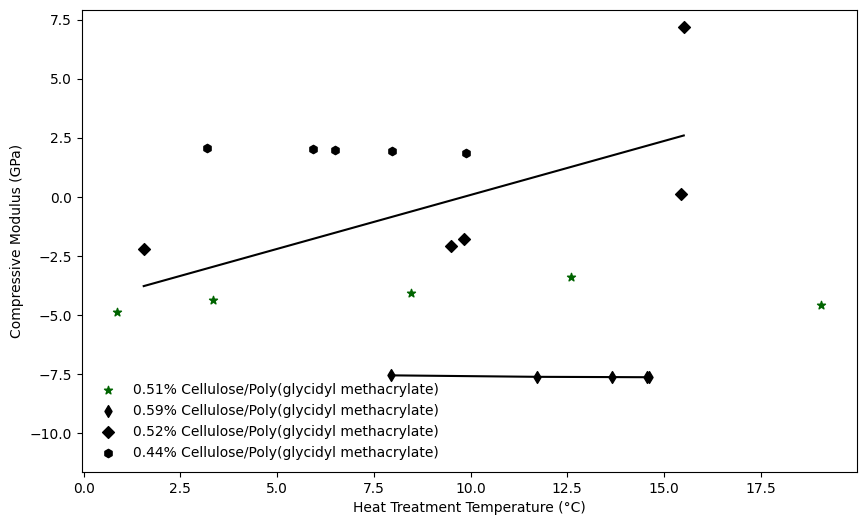 7.5
5.0
2.5
0.0
−2.5
−5.0
−7.5
−10.0
Compressive Modulus (GPa)
0.51% Cellulose/Poly(glycidyl methacrylate)
0.59% Cellulose/Poly(glycidyl methacrylate)
0.52% Cellulose/Poly(glycidyl methacrylate)
0.44% Cellulose/Poly(glycidyl methacrylate)
0.0 2.5 5.0 7.5 10.0 12.5 15.0 17.5
Heat Treatment Temperature (°C)